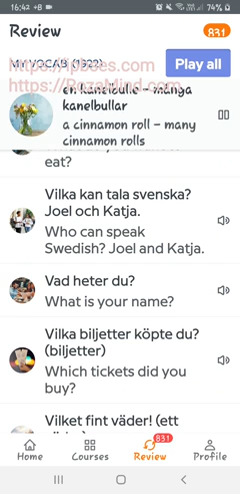 16:42 +8
74%
Review
831
MY VOCAB (1322)
Play all
https://ipases.com
https://RozaMind.com
en kanelbulle – många
kanelbullar
a cinnamon roll – many
cinnamon rolls
eat?
Vilka kan tala svenska?
Joel och Katja.
Who can speak
Swedish? Joel and Katja.
Vad heter du?
What is your name?
Vilka biljetter köpte du?
(biljetter)
Which tickets did you
buy?
Vilket fint väder! (ett
831
Home Courses Review Profile